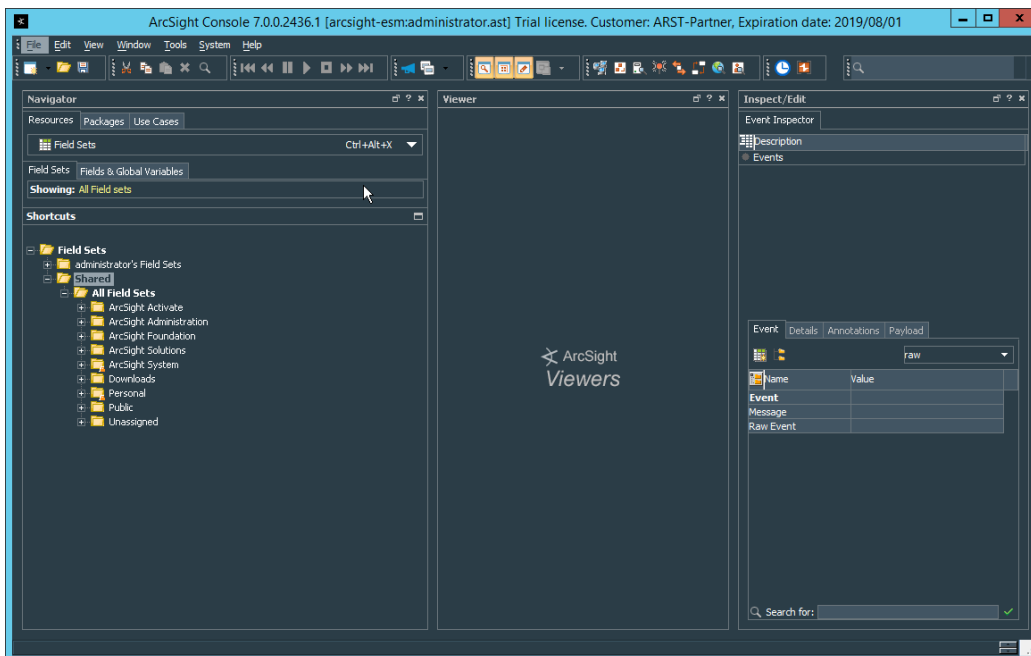 ArcSight Console 7.0.0.2436.1 [arcsight-esm:administrator.ast] Trial license. Customer: ARST-Partner, Expiration date: 2019/08/01
File Edit View Window Tools System Help
Navigator
Resources Packages Use Cases
Field Sets Ctrl+Alt+X
Field Sets Fields & Global Variables
Showing: All Field sets
Shortcuts
Field Sets
administrator's Field Sets
Shared
All Field Sets
ArcSight Activate
ArcSight Administration
ArcSight Foundation
ArcSight Solutions
ArcSight System
Downloads
Personal
Public
Unassigned
Viewer
ArcSight
Viewers
Inspect/Edit
Event Inspector
Description
Events
Event Details Annotations Payload
raw
Name Value
Event
Message
Raw Event
Search for: